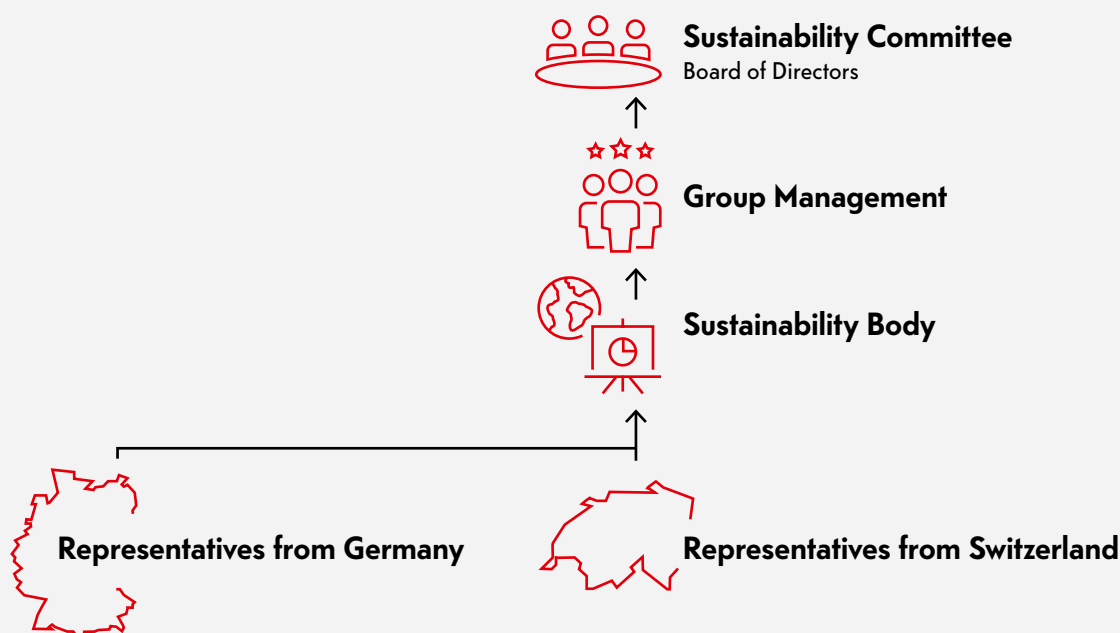 Sustainability Committee
Board of Directors
Group Management
Sustainability Body
Representatives from Germany
Representatives from Switzerland